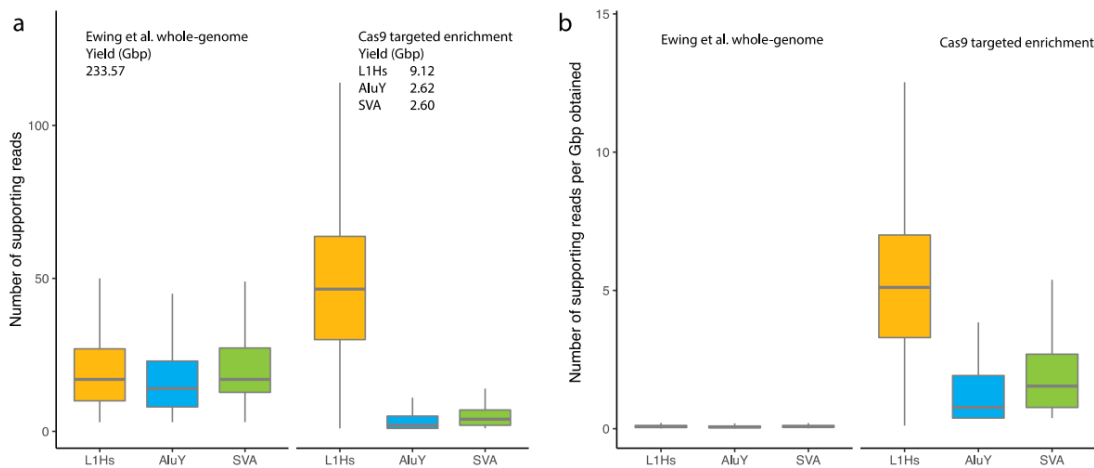 a
Ewing et al. whole-genome
Yield (Gbp)
233.57
Cas9 targeted enrichment
Yield (Gbp)
L1Hs 9.12
AluY 2.62
SVA 2.60
Number of supporting reads
100
50
0
L1Hs AluY SVA L1Hs AluY SVA
b
Ewing et al. whole-genome
Cas9 targeted enrichment
Number of supporting reads per Gbp obtained
15
10
5
0
L1Hs AluY SVA L1Hs AluY SVA